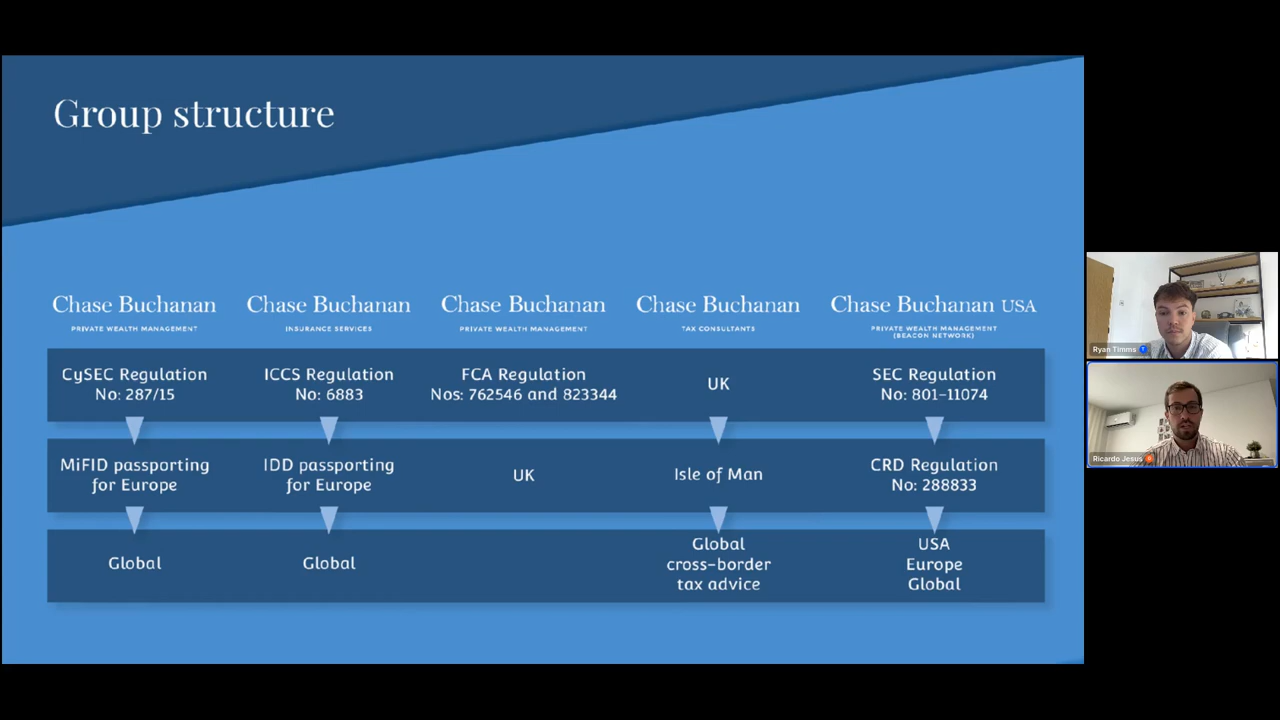 Group structure
Chase Buchanan
PRIVATE WEALTH MANAGEMENT
Chase Buchanan
INSURANCE SERVICES
Chase Buchanan
PRIVATE WEALTH MANAGEMENT
Chase Buchanan
TAX CONSULTANTS
Chase Buchanan USA
PRIVATE WEALTH MANAGEMENT
(BEACON NETWORK)
CySEC Regulation
No: 287/15
ICCS Regulation
No: 6883
FCA Regulation
Nos: 762546 and 823344
UK
SEC Regulation
No: 801-11074
MiFID passporting
for Europe
IDD passporting
for Europe
UK
Isle of Man
CRD Regulation
No: 288833
Global
Global
Global
cross-border
tax advice
USA
Europe
Global
Ryan Timms
Ricardo Jesus